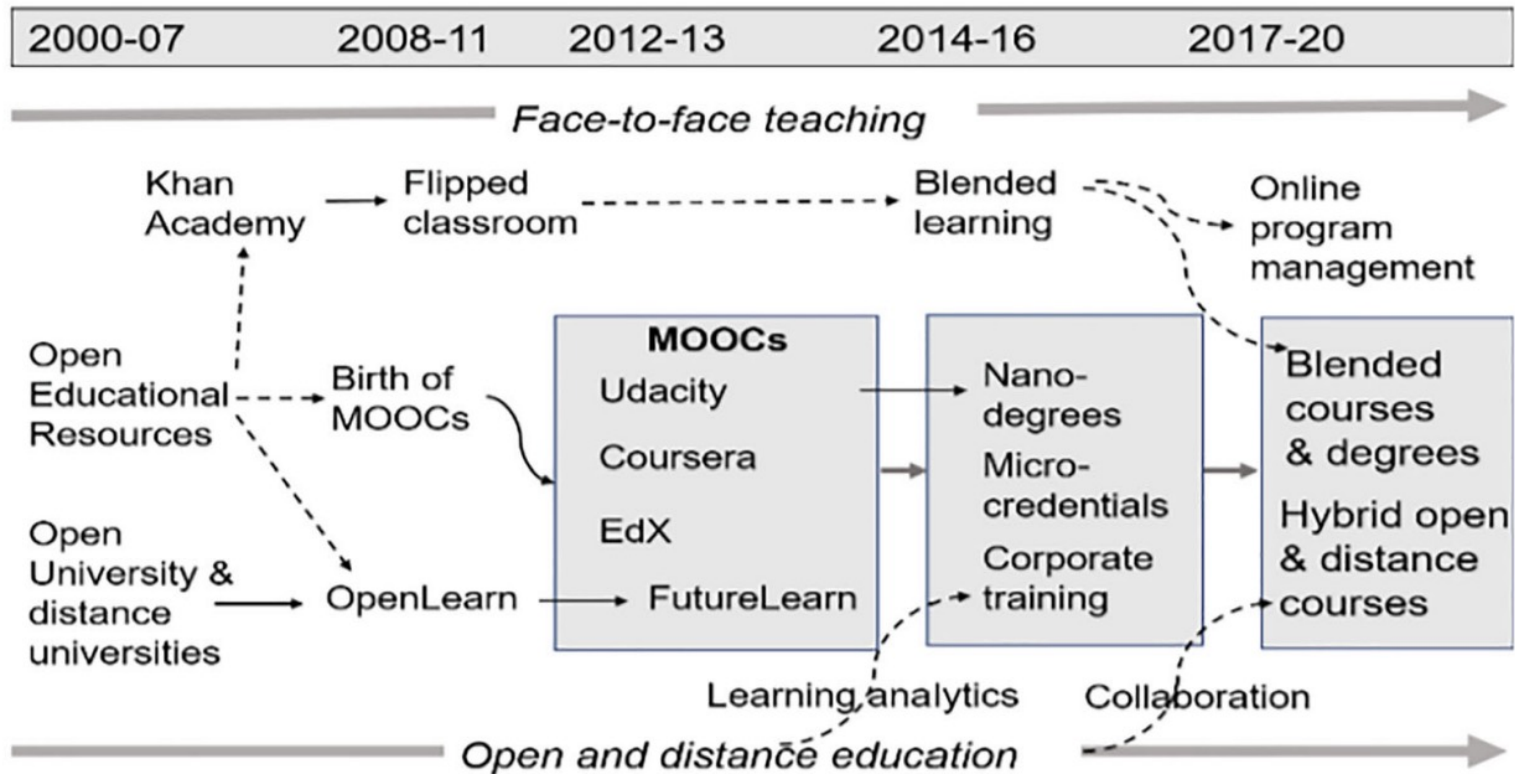 2000-07 2008-11 2012-13 2014-16 2017-20
Face-to-face teaching
Khan
Academy
Flipped
classroom
Blended
learning
Online
program
management
Open
Educational
Resources
Birth of
MOOCs
MOOCs
Udacity
Coursera
EdX
FutureLearn
Nano-
degrees
Micro-
credentials
Corporate
training
Blended
courses
& degrees
Hybrid open
& distance
courses
Open
University &
distance
universities
OpenLearn
Learning analytics
Collaboration
Open and distance education